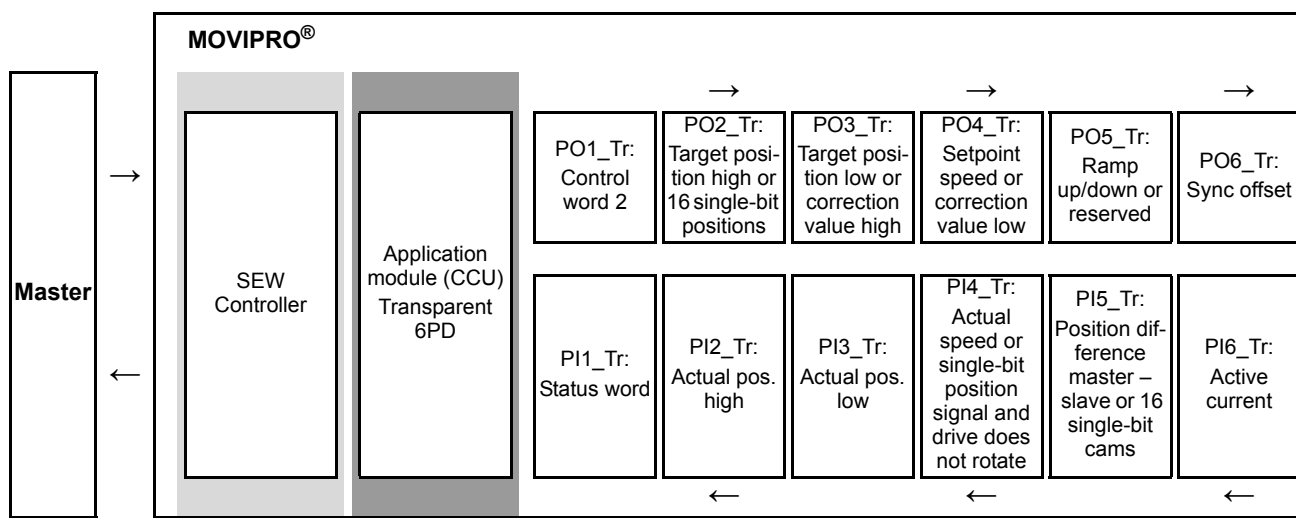 MOVIPRO®
Master
SEW
Controller
Application
module (CCU)
Transparent
6PD
PO1_Tr:
Control
word 2
PO2_Tr:
Target posi-
tion high or
16 single-bit
positions
PO3_Tr:
Target posi-
tion low or
correction
value high
PO4_Tr:
Setpoint
speed or
correction
value low
PO5_Tr:
Ramp
up/down or
reserved
PO6_Tr:
Sync offset
PI1_Tr:
Status word
PI2_Tr:
Actual pos.
high
PI3_Tr:
Actual pos.
low
PI4_Tr:
Actual
speed or
single-bit
position
signal and
drive does
not rotate
PI5_Tr:
Position dif-
ference
master –
slave or 16
single-bit
cams
PI6_Tr:
Active
current